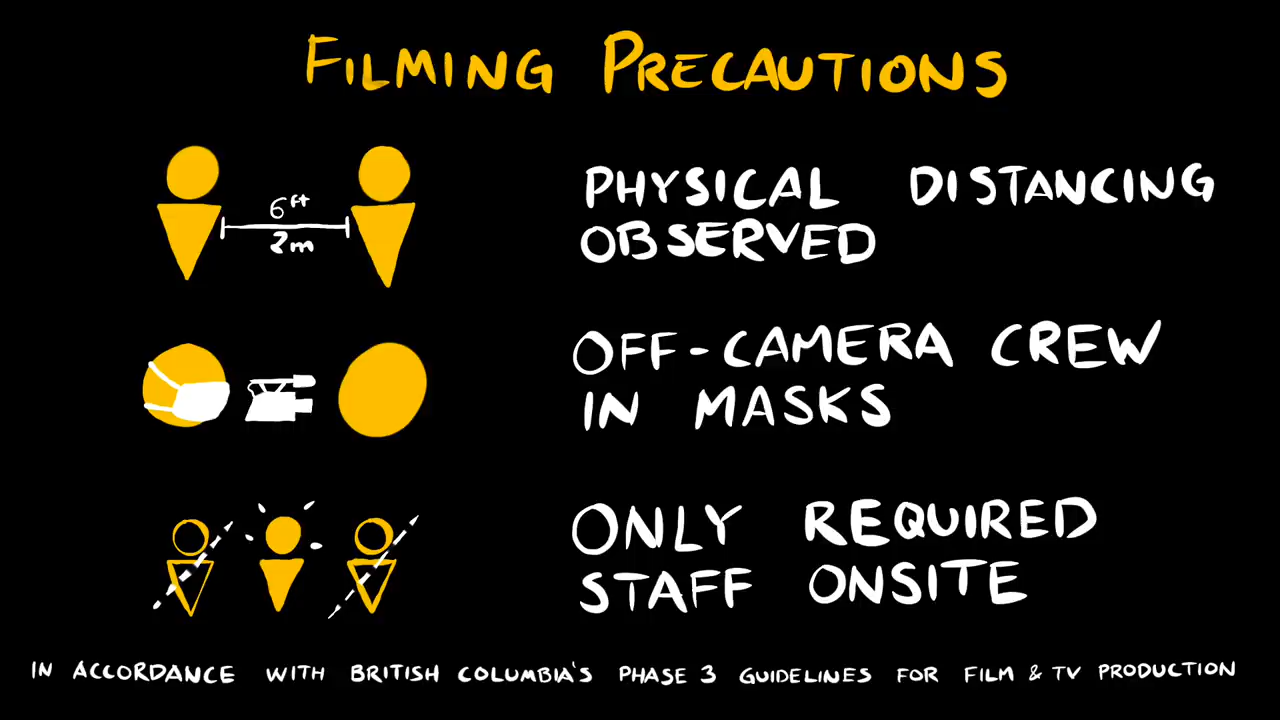 FILMING PRECAUTIONS
6ft
2m
PHYSICAL DISTANCING
OBSERVED
OFF-CAMERA CREW
IN MASKS
ONLY REQUIRED
STAFF ONSITE
IN ACCORDANCE WITH BRITISH COLUMBIA'S PHASE 3 GUIDELINES FOR FILM & TV PRODUCTION